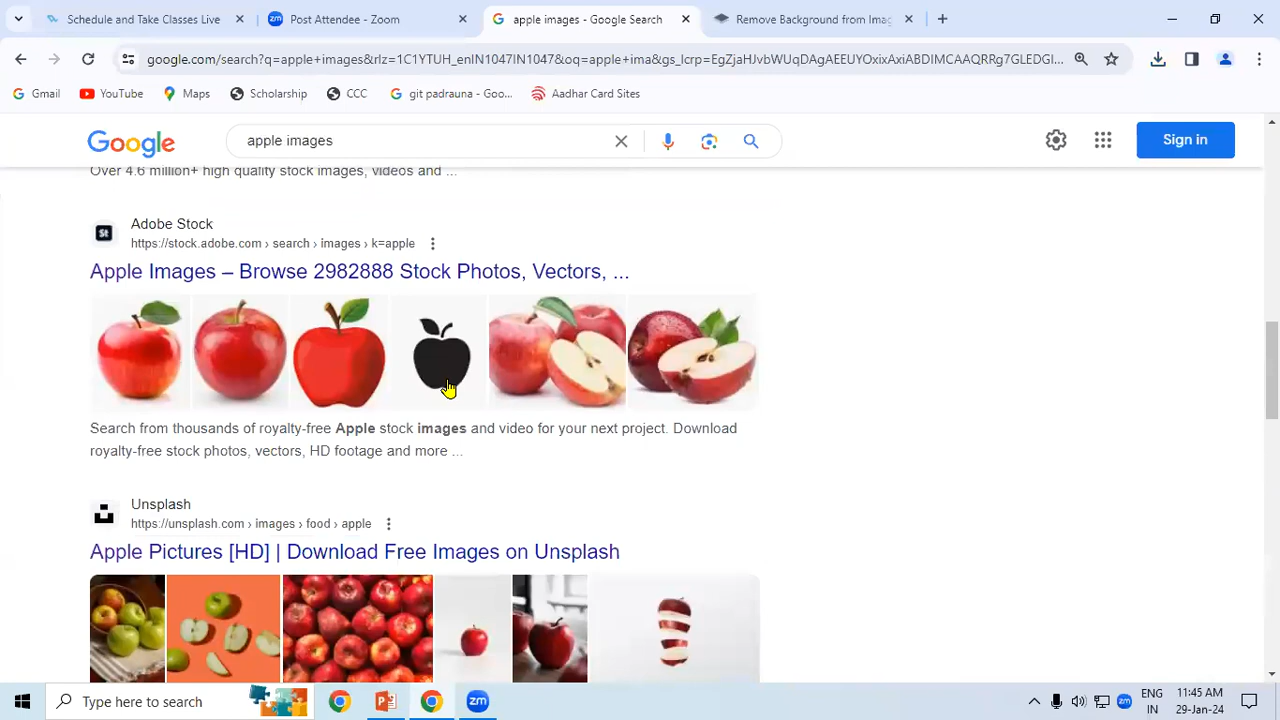 Schedule and Take Classes Live
Post Attendee - Zoom
apple images - Google Search
Remove Background from Imag
google.com/search?q=apple+images&rlz=1C1YTUH_enIN1047IN1047&oq=apple+ima&gs_lcrp=EgZjaHJvbWUqDAgAEEUYOxixAxiABDIMCAAQRRg7GLEDGI...
Gmail
YouTube
Maps
Scholarship
CCC
git padrauna - Goo...
Aadhar Card Sites
Google
apple images
Sign in
Over 4.6 million+ high quality stock images, videos and ...
St
Adobe Stock
https://stock.adobe.com › search › images › k=apple
Apple Images – Browse 2982888 Stock Photos, Vectors, ...
Search from thousands of royalty-free Apple stock images and video for your next project. Download
royalty-free stock photos, vectors, HD footage and more ...
Unsplash
https://unsplash.com › images › food › apple
Apple Pictures [HD] | Download Free Images on Unsplash
Type here to search
zm
zm
ENG
IN
11:45 AM
29-Jan-24